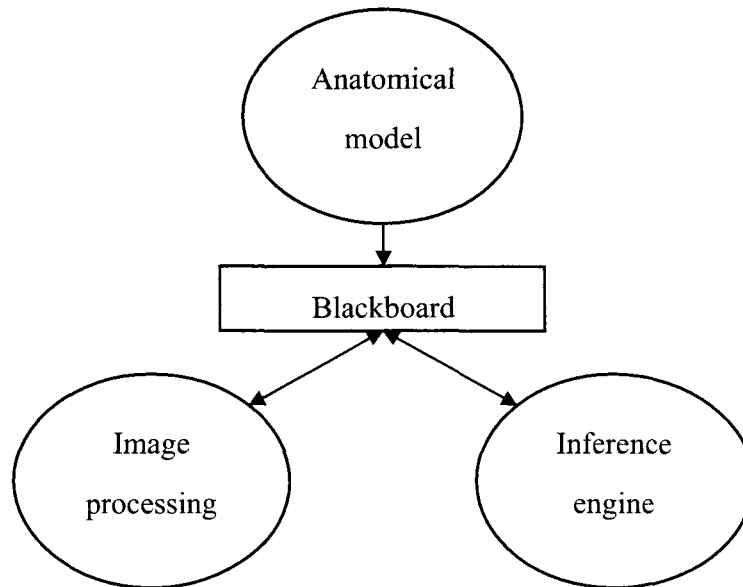 Anatomical
model
Blackboard
Image
processing
Inference
engine